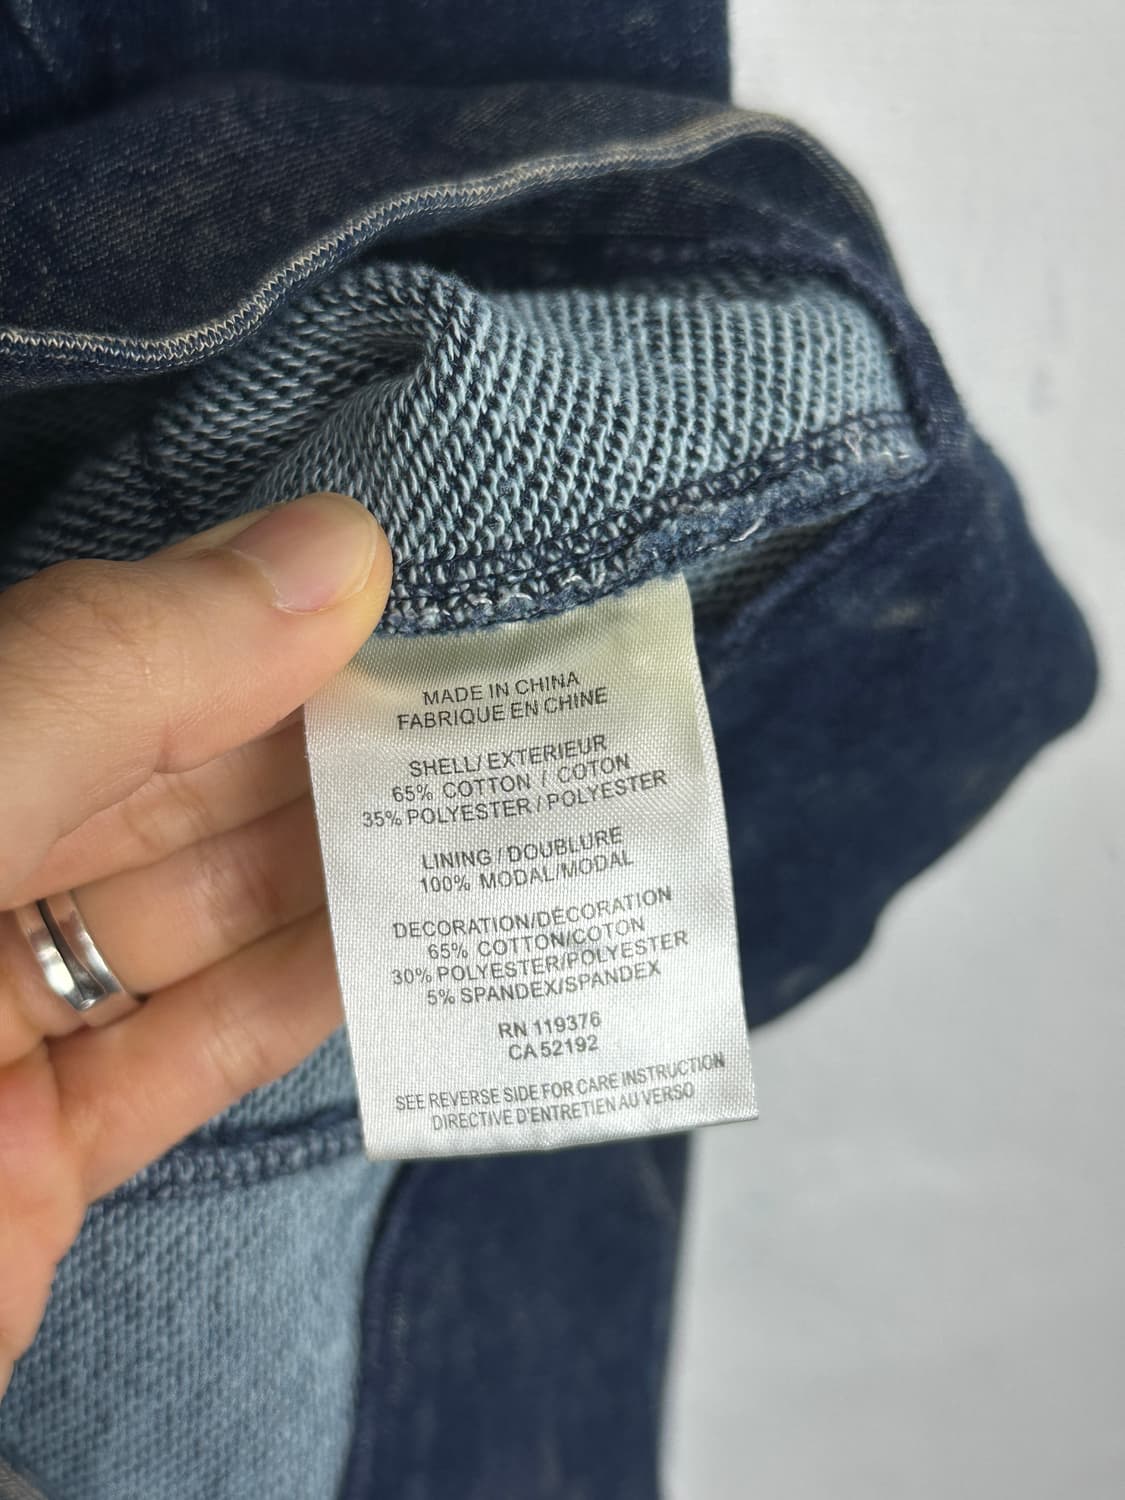 MADE IN CHINA
FABRIQUE EN CHINE
SHELL/EXTERIEUR
65% COTTON / COTON
35% POLYESTER / POLYESTER
LINING / DOUBLURE
100% MODAL/MODAL
DECORATION/DÉCORATION
65% COTTON/COTON
30% POLYESTER/POLYESTER
5% SPANDEX/SPANDEX
RN 119376
CA 52192
SEE REVERSE SIDE FOR CARE INSTRUCTION
DIRECTIVE D'ENTRETIEN AU VERSO